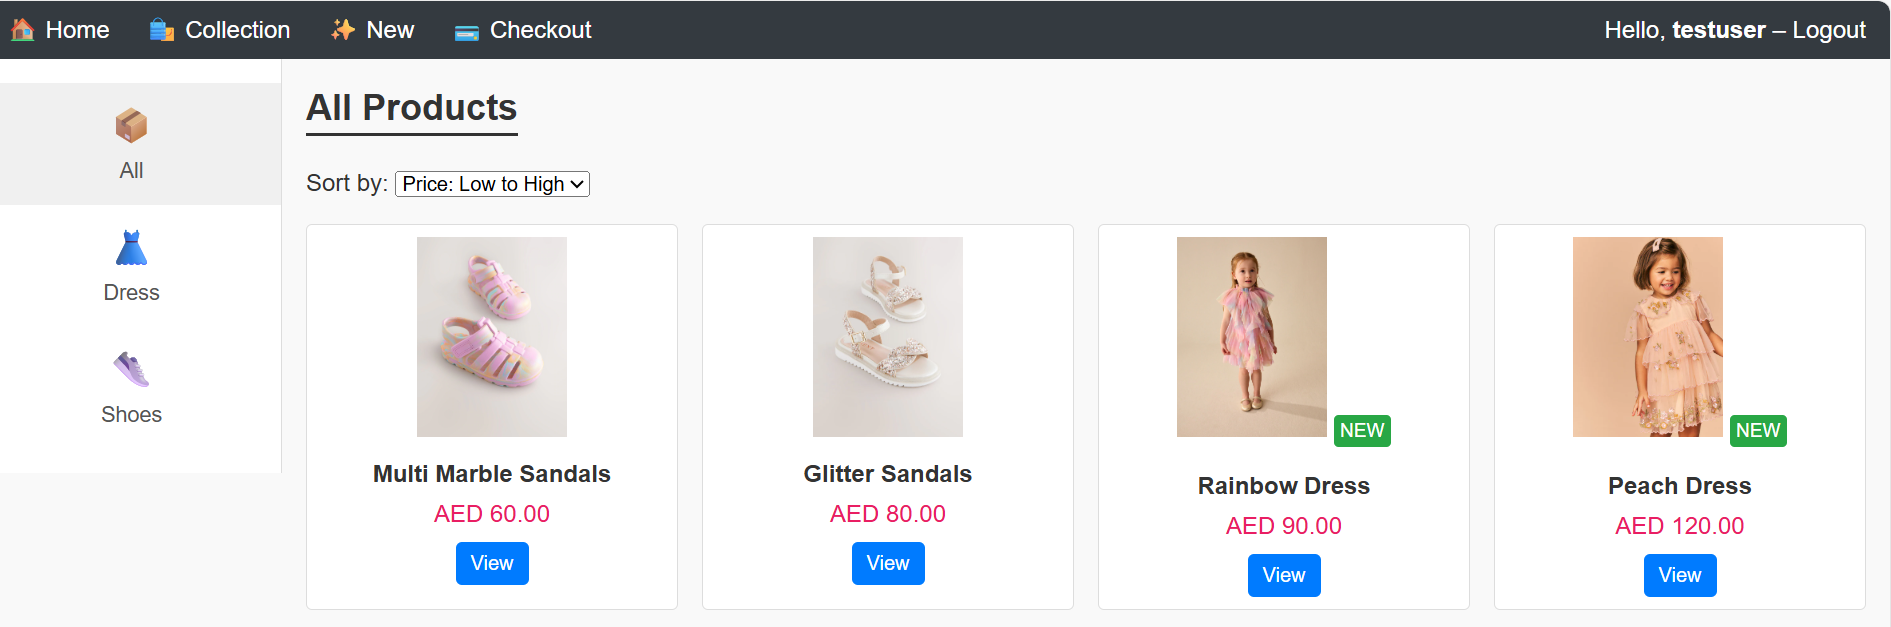 Home Collection New Checkout Hello, testuser – Logout
All
Dress
Shoes
All Products
Sort by: Price: Low to High
Multi Marble Sandals
AED 60.00
View
Glitter Sandals
AED 80.00
View
NEW
Rainbow Dress
AED 90.00
View
NEW
Peach Dress
AED 120.00
View